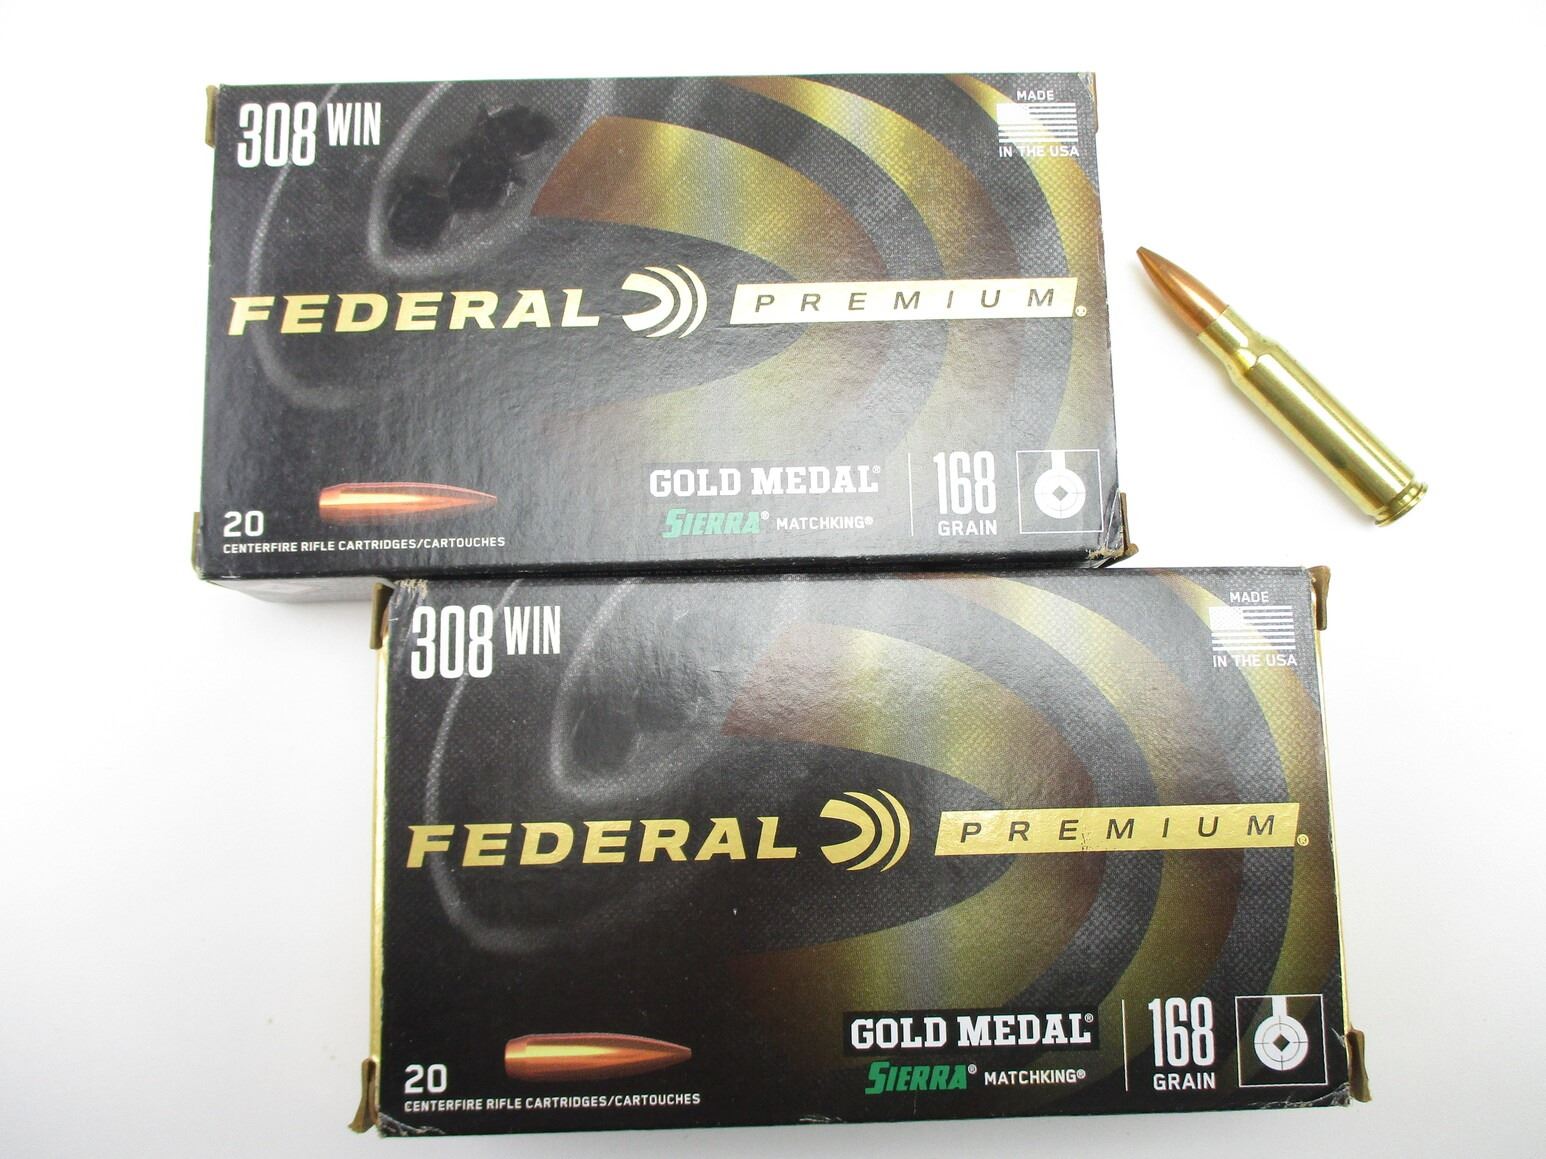 308 WIN
MADE
IN THE USA
FEDERAL PREMIUM®
GOLD MEDAL®
SIERRA® MATCHKING®
168
GRAIN
20
CENTERFIRE RIFLE CARTRIDGES/CARTOUCHES
308 WIN
MADE
IN THE USA
FEDERAL PREMIUM®
GOLD MEDAL®
SIERRA® MATCHKING®
168
GRAIN
20
CENTERFIRE RIFLE CARTRIDGES/CARTOUCHES